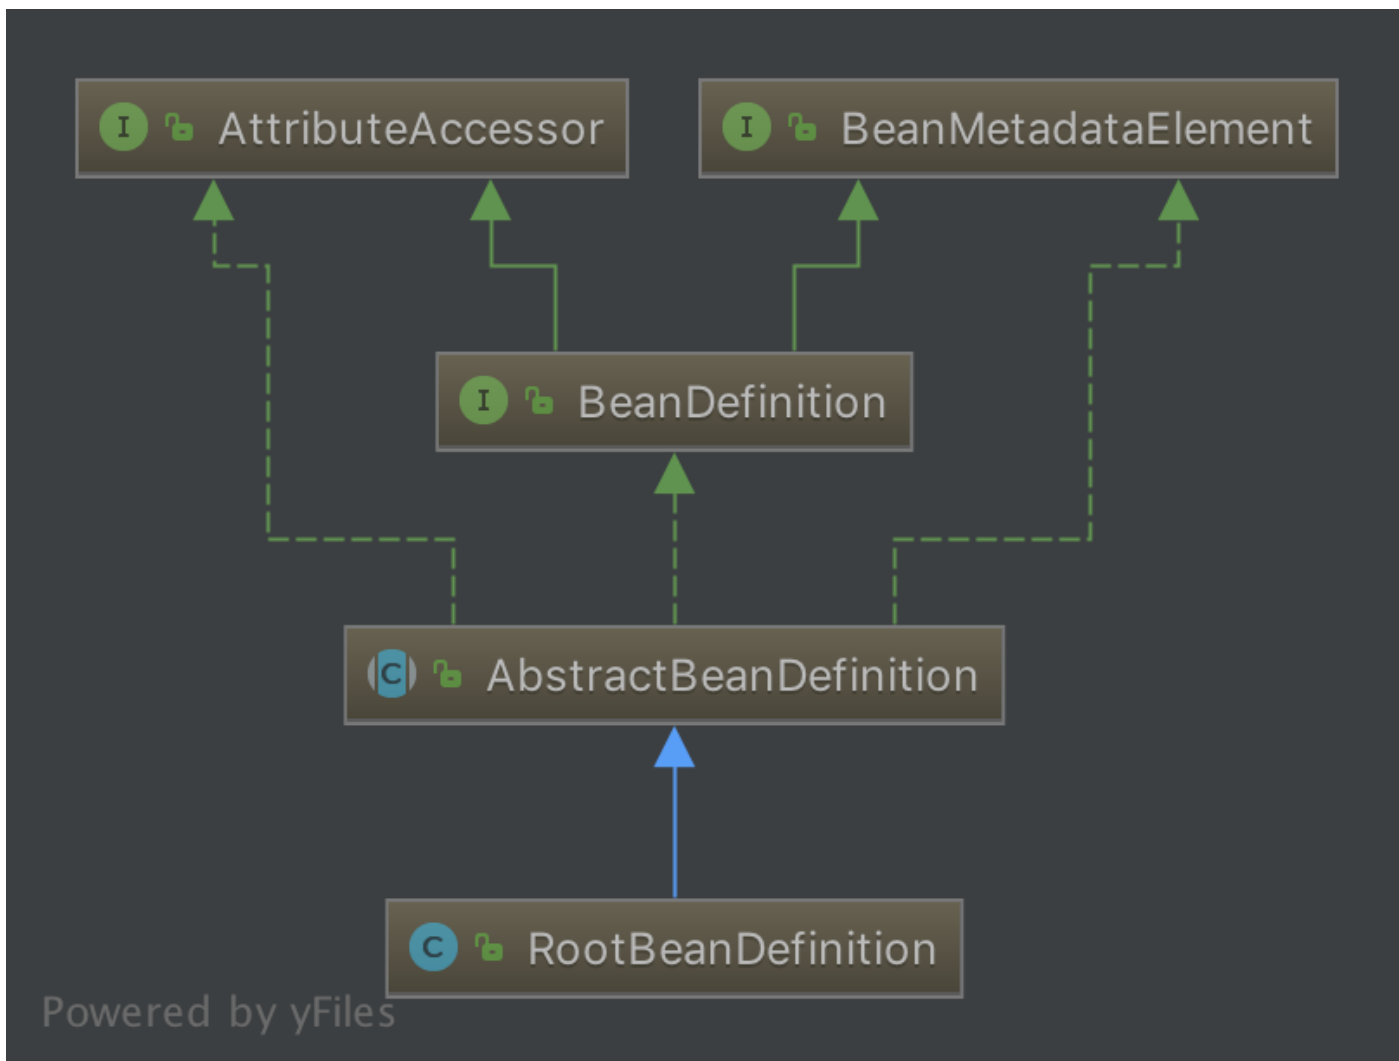 I AttributeAccessor
I BeanMetadataElement
I BeanDefinition
C AbstractBeanDefinition
C RootBeanDefinition
Powered by yFiles